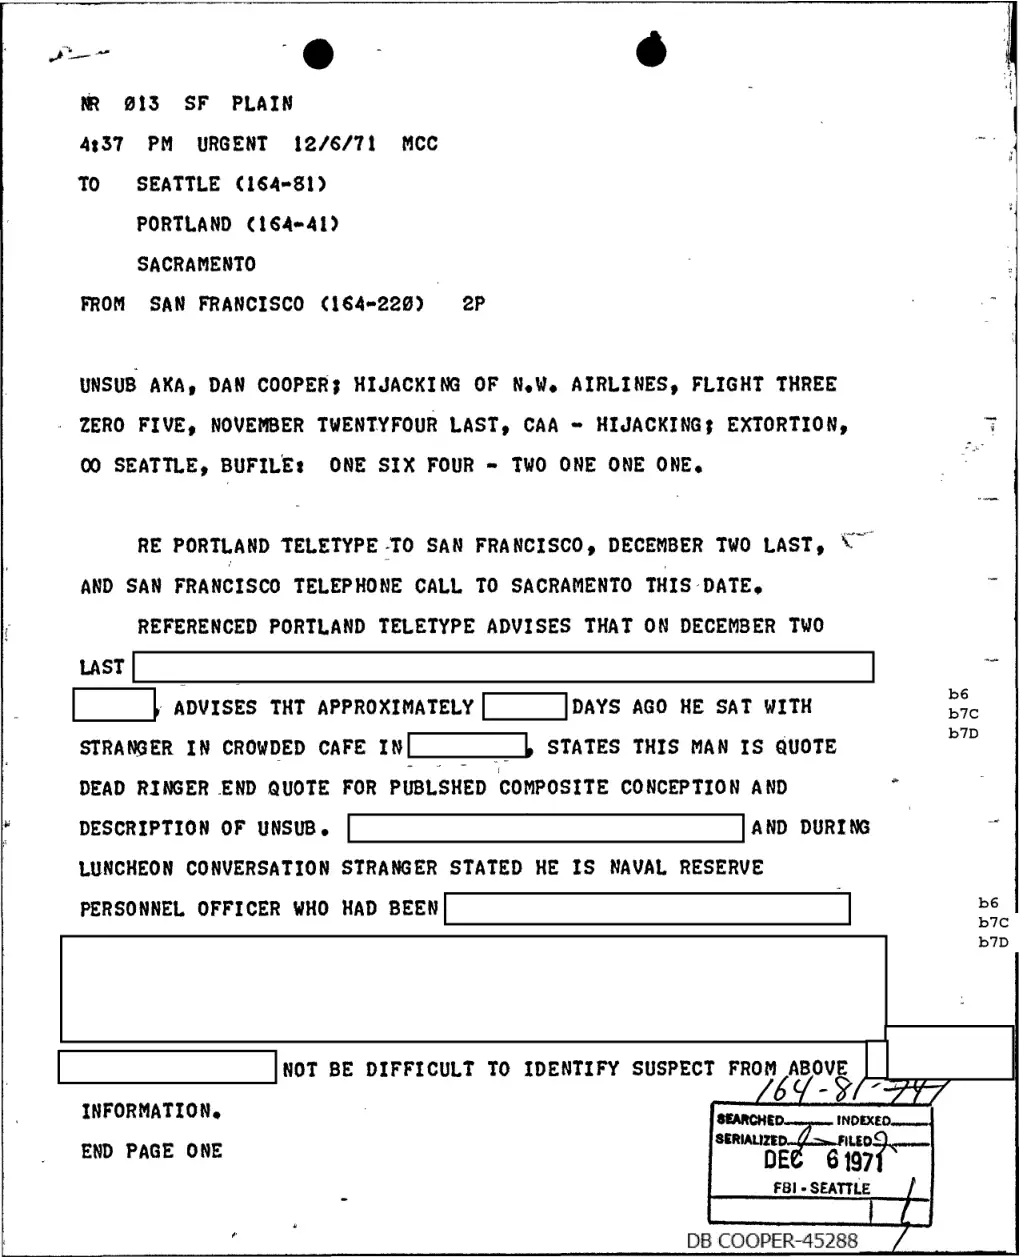 NR 013 SF PLAIN
4:37 PM URGENT 12/6/71 MCC
TO SEATTLE (164-81)
PORTLAND (164-41)
SACRAMENTO
FROM SAN FRANCISCO (164-220) 2P
UNSUB AKA, DAN COOPER; HIJACKING OF N.W. AIRLINES, FLIGHT THREE
ZERO FIVE, NOVEMBER TWENTYFOUR LAST, CAA - HIJACKING; EXTORTION,
OO SEATTLE, BUFILE: ONE SIX FOUR - TWO ONE ONE ONE.
RE PORTLAND TELETYPE TO SAN FRANCISCO, DECEMBER TWO LAST,
AND SAN FRANCISCO TELEPHONE CALL TO SACRAMENTO THIS DATE.
REFERENCED PORTLAND TELETYPE ADVISES THAT ON DECEMBER TWO
LAST
, ADVISES THT APPROXIMATELY DAYS AGO HE SAT WITH
b6
b7C
b7D
STRANGER IN CROWDED CAFE IN , STATES THIS MAN IS QUOTE
DEAD RINGER END QUOTE FOR PUBLSHED COMPOSITE CONCEPTION AND
DESCRIPTION OF UNSUB. AND DURING
LUNCHEON CONVERSATION STRANGER STATED HE IS NAVAL RESERVE
PERSONNEL OFFICER WHO HAD BEEN
b6
b7C
b7D
NOT BE DIFFICULT TO IDENTIFY SUSPECT FROM ABOVE
INFORMATION.
END PAGE ONE
164-81-747
SEARCHED INDEXED
SERIALIZED FILED
DEC 6 1971
FBI - SEATTLE
DB COOPER-45288